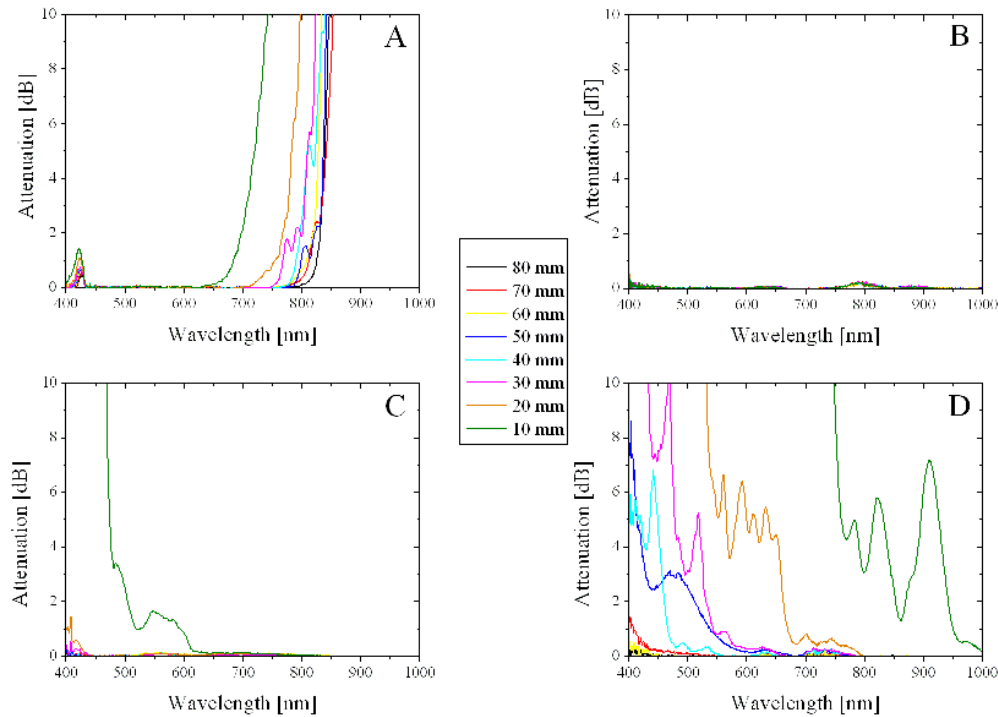 A
Attenuation [dB]
10
8
6
4
2
0
400 500 600 700 800 900 1000
Wavelength [nm]
B
Attenuation [dB]
10
8
6
4
2
0
400 500 600 700 800 900 1000
Wavelength [nm]
80 mm
70 mm
60 mm
50 mm
40 mm
30 mm
20 mm
10 mm
C
Attenuation [dB]
10
8
6
4
2
0
400 500 600 700 800 900 1000
Wavelength [nm]
D
Attenuation [dB]
10
8
6
4
2
0
400 500 600 700 800 900 1000
Wavelength [nm]